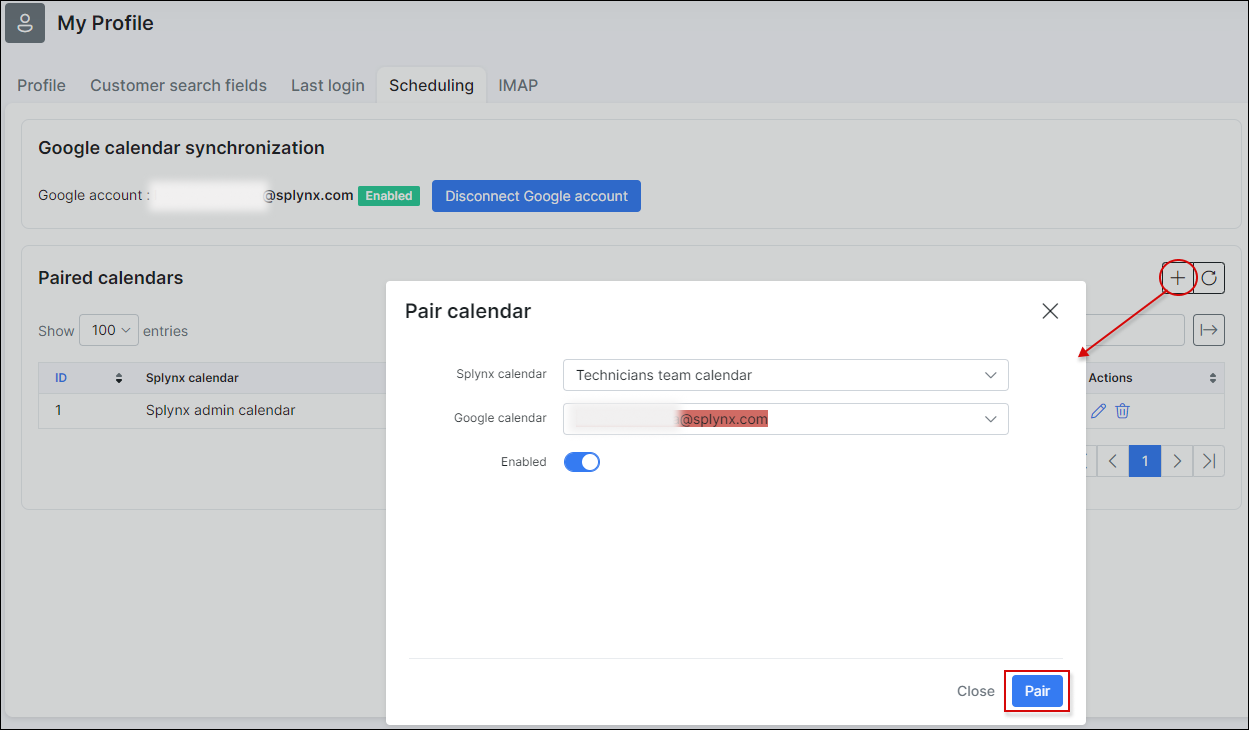 My Profile
Profile Customer search fields Last login Scheduling IMAP
Google calendar synchronization
Google account : @splynx.com Enabled Disconnect Google account
Paired calendars
Show 100 entries
ID Splynx calendar Actions
1 Splynx admin calendar
1
Pair calendar
Splynx calendar Technicians team calendar
Google calendar @splynx.com
Enabled
Close Pair